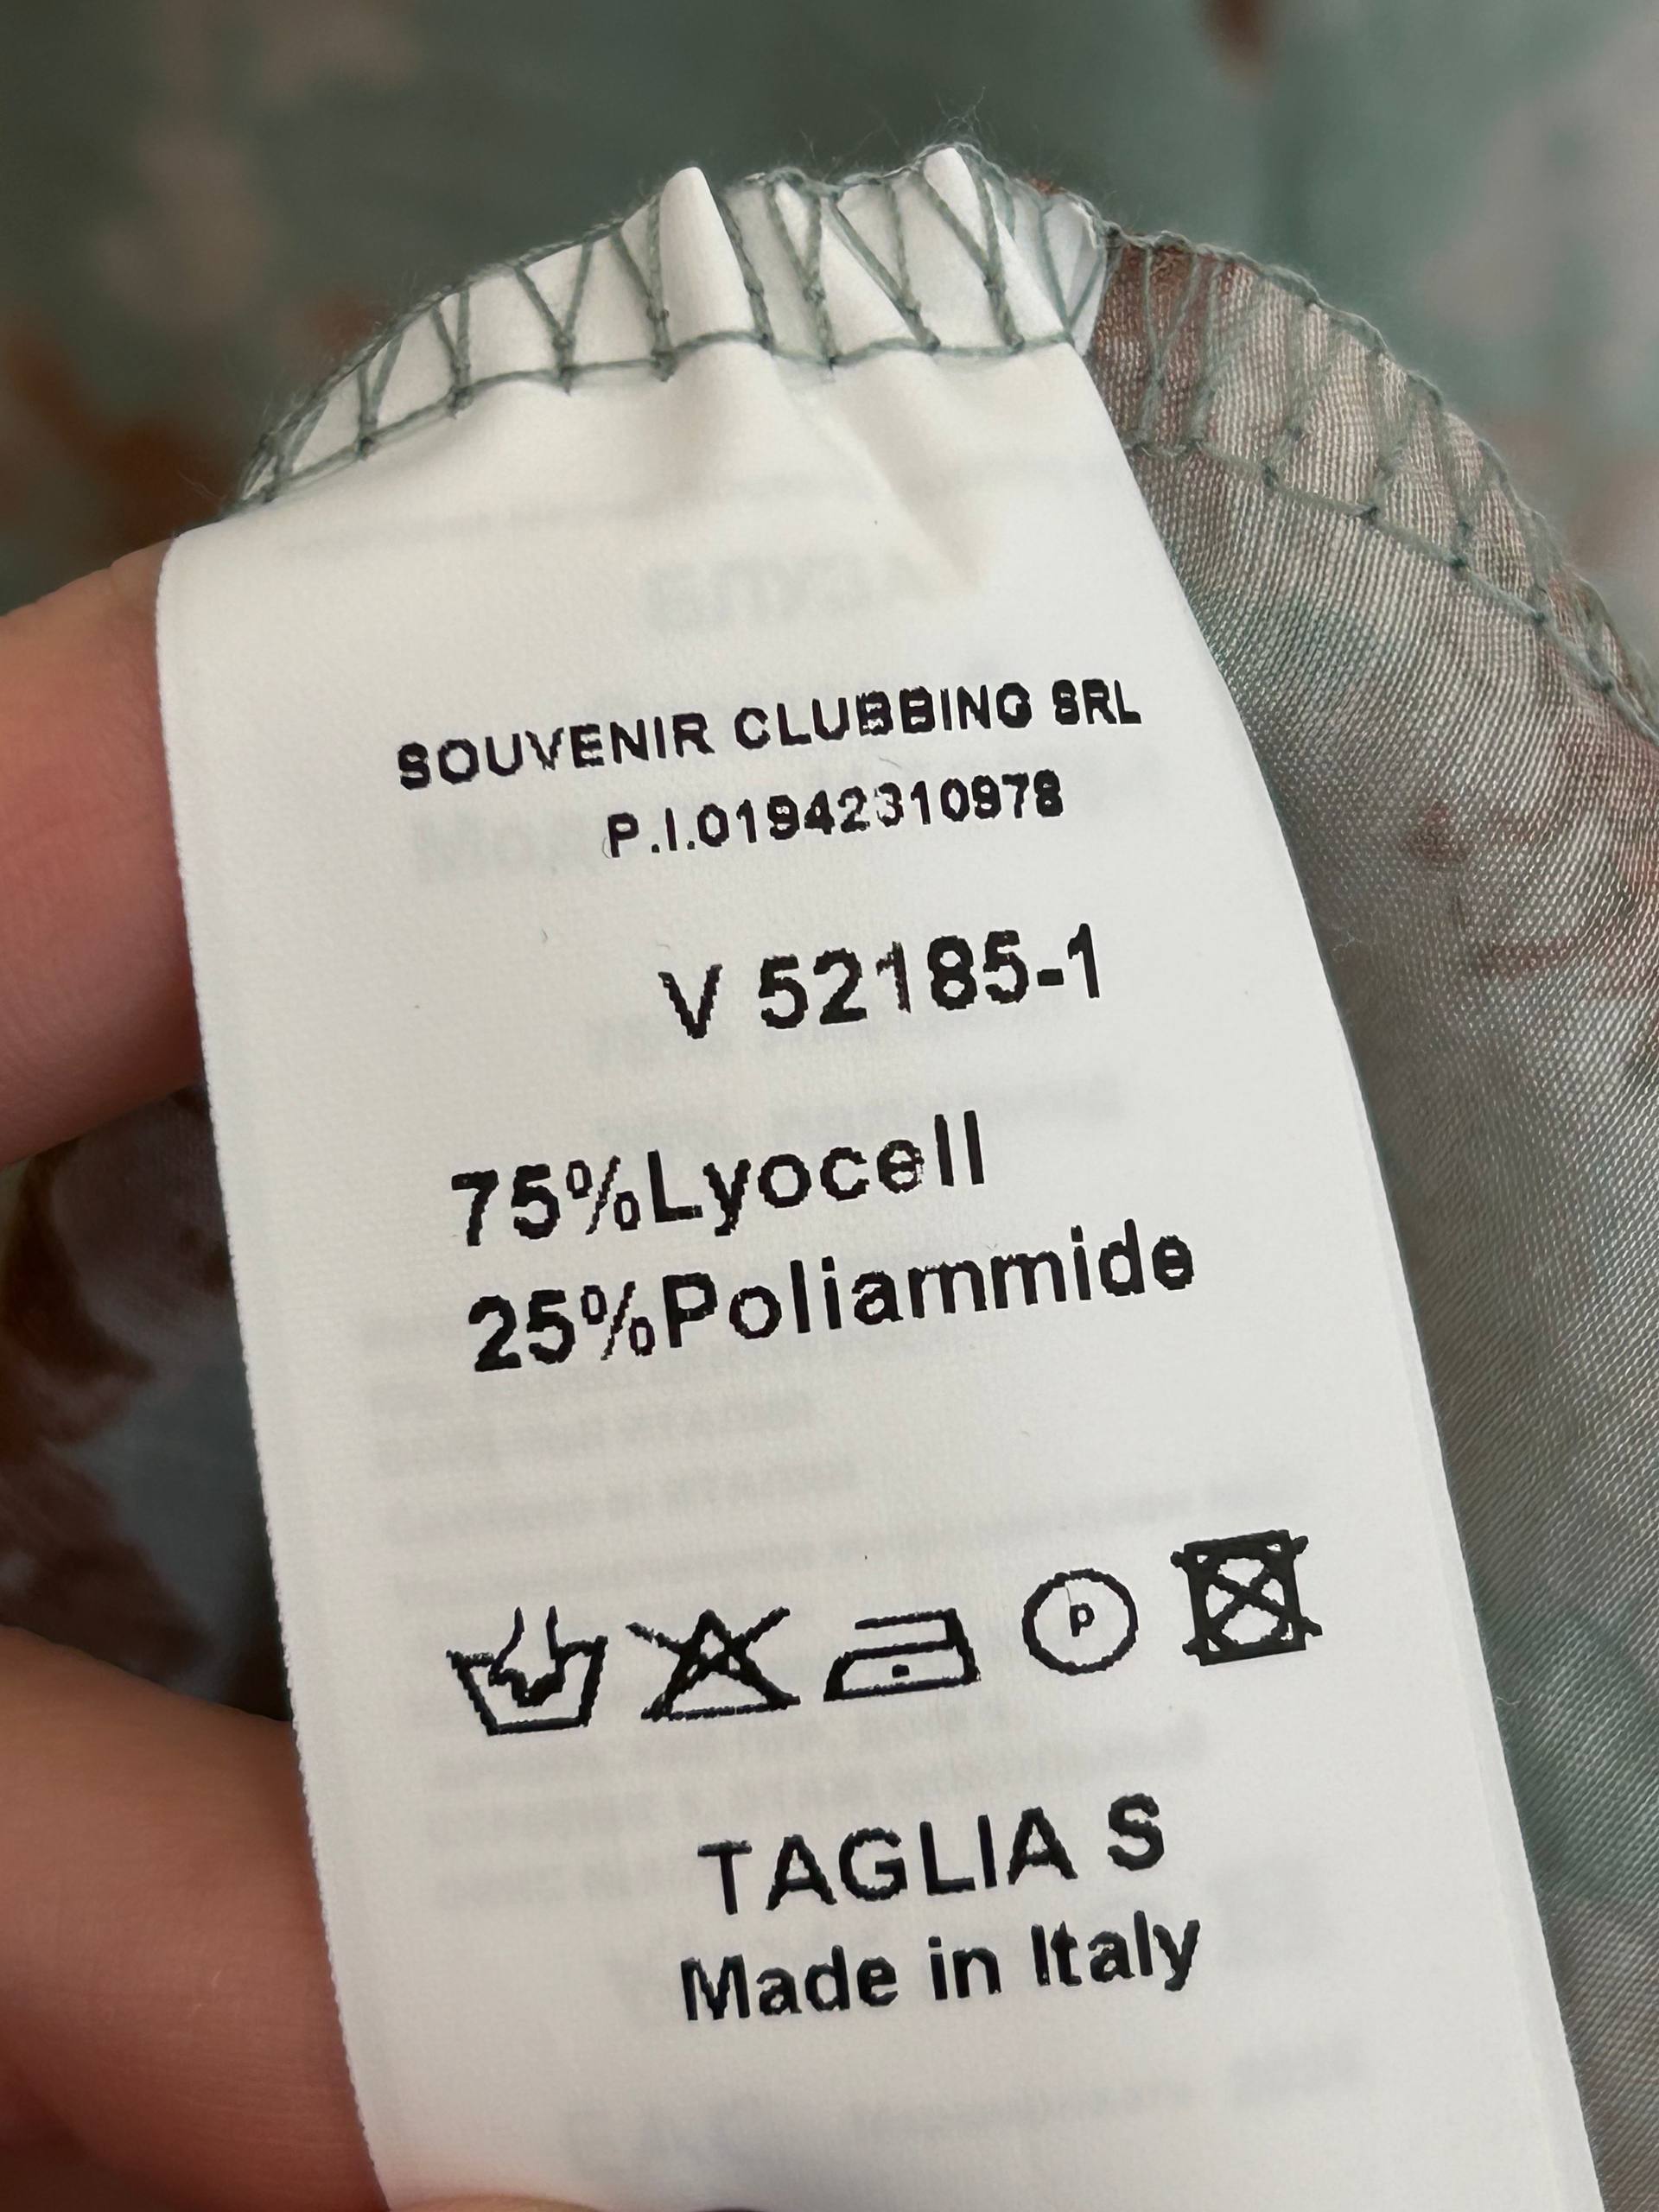 SOUVENIR CLUBBING SRL
P.I.01942310978
V 52185-1
75%Lyocell
25%Poliammide
P
TAGLIA S
Made in Italy